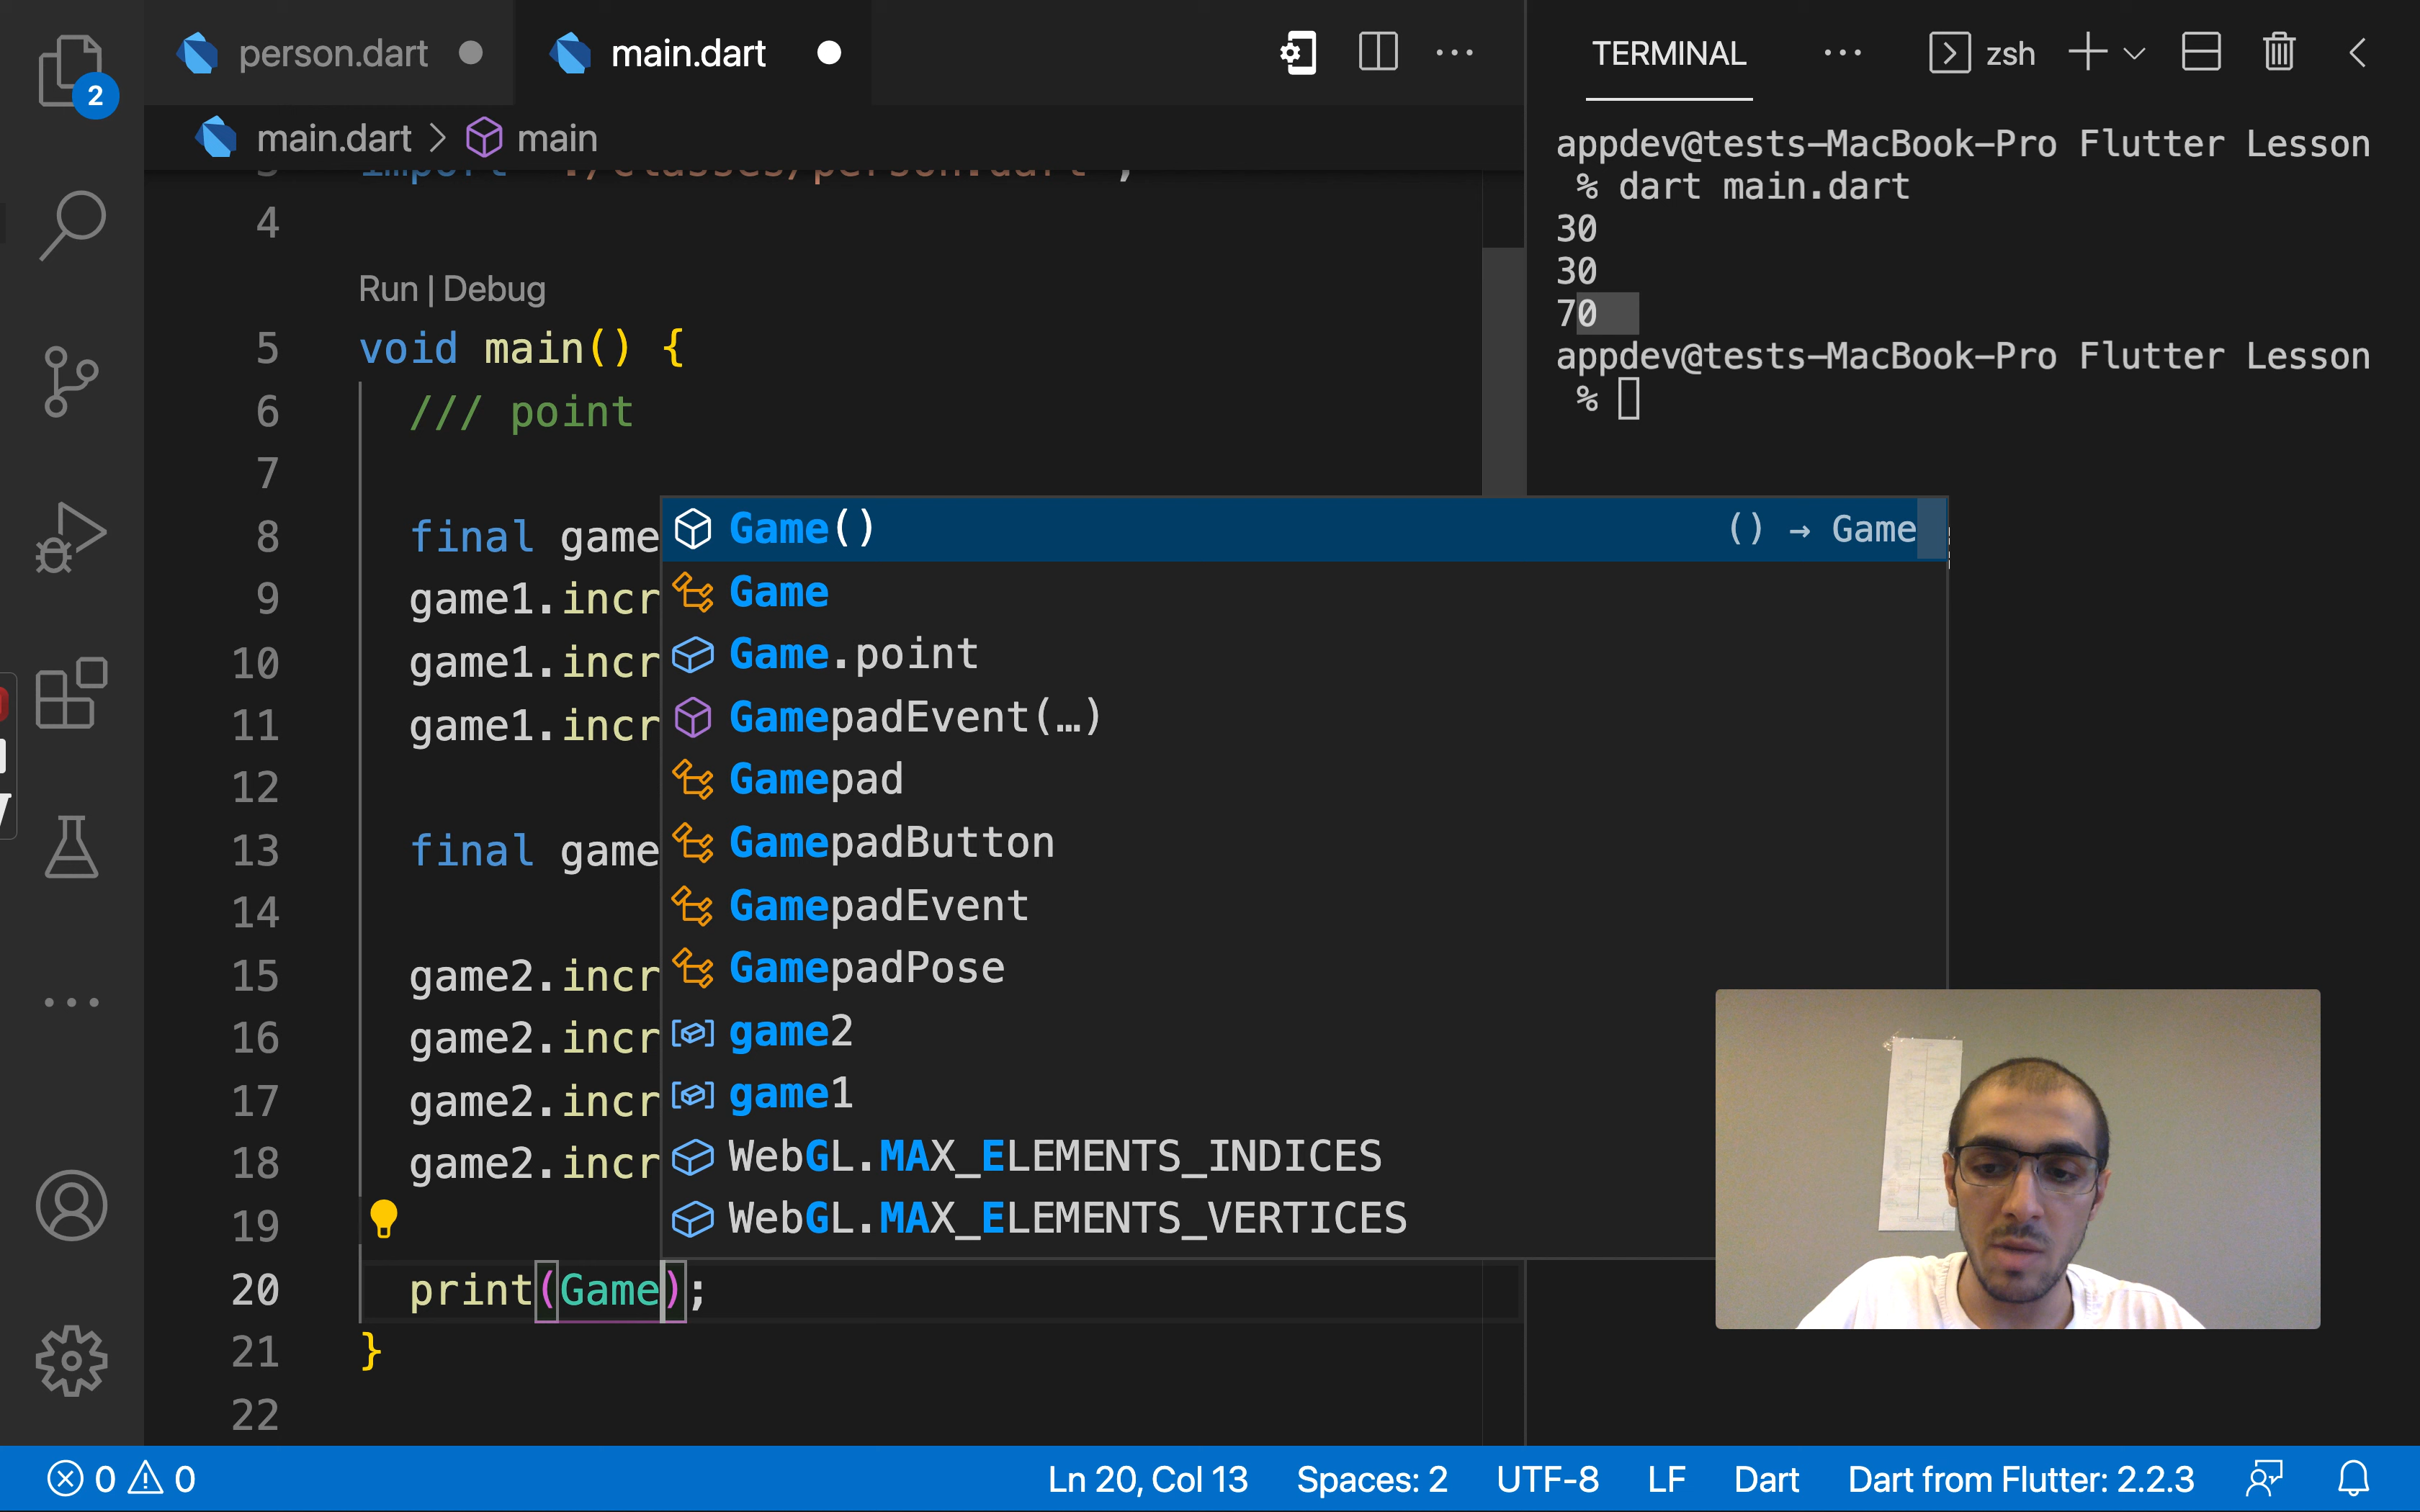 2
person.dart
main.dart
main.dart > main
import './classes/person.dart';
4
Run | Debug
5 void main() {
6 /// point
7
8 final game
9 game1.incr
10 game1.incr
11 game1.incr
12
13 final game
14
15 game2.incr
16 game2.incr
17 game2.incr
18 game2.incr
19
20 print(Game);
21 }
22
Game() () → Game
Game
Game.point
GamepadEvent(…)
Gamepad
GamepadButton
GamepadEvent
GamepadPose
game2
game1
WebGL.MAX_ELEMENTS_INDICES
WebGL.MAX_ELEMENTS_VERTICES
TERMINAL
zsh
appdev@tests-MacBook-Pro Flutter Lesson
% dart main.dart
30
30
70
appdev@tests-MacBook-Pro Flutter Lesson
%
0 0
Ln 20, Col 13
Spaces: 2
UTF-8
LF
Dart
Dart from Flutter: 2.2.3